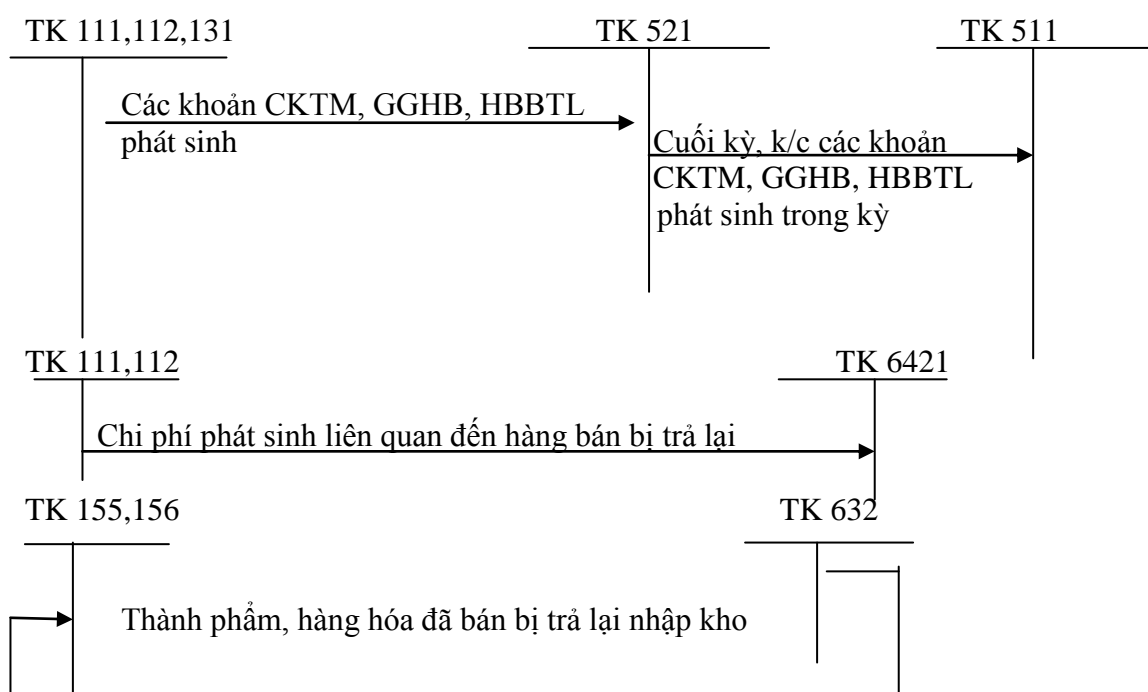 TK 111,112,131
TK 521
TK 511
Các khoản CKTM, GGHB, HBBTL
phát sinh
Cuối kỳ, k/c các khoản
CKTM, GGHB, HBBTL
phát sinh trong kỳ
TK 111,112
TK 6421
Chi phí phát sinh liên quan đến hàng bán bị trả lại
TK 155,156
TK 632
Thành phẩm, hàng hóa đã bán bị trả lại nhập kho